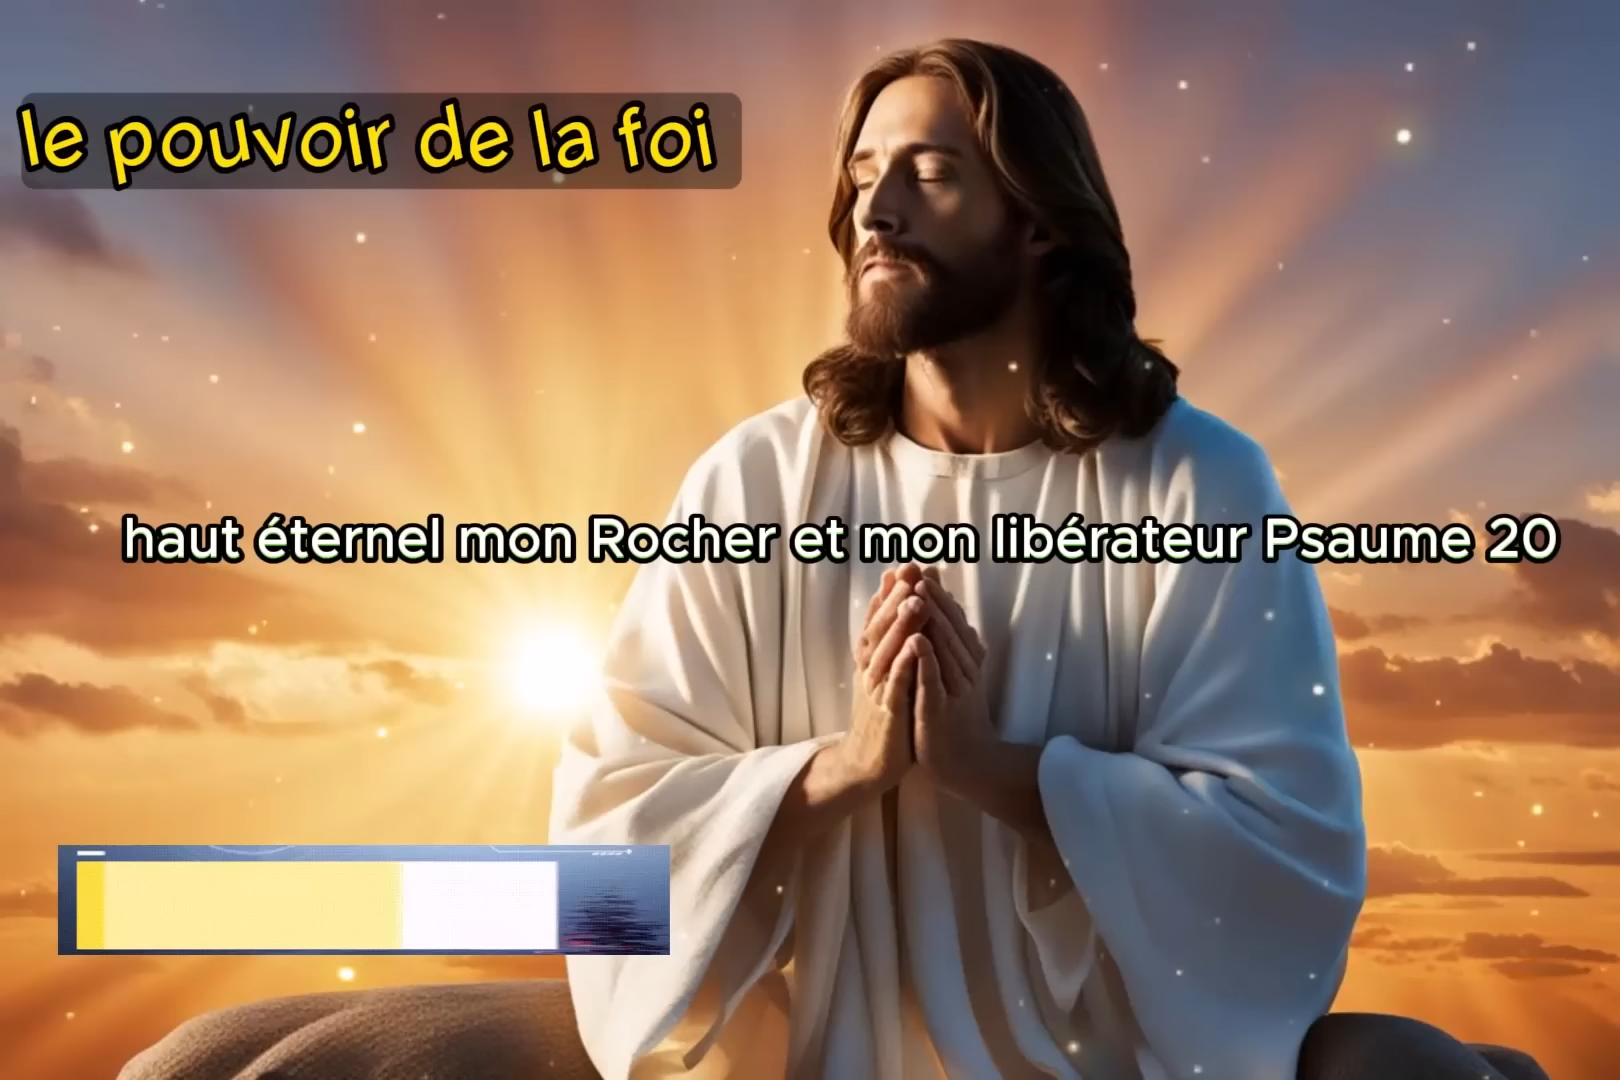 le pouvoir de la foi
haut éternel mon Rocher et mon libérateur Psaume 20